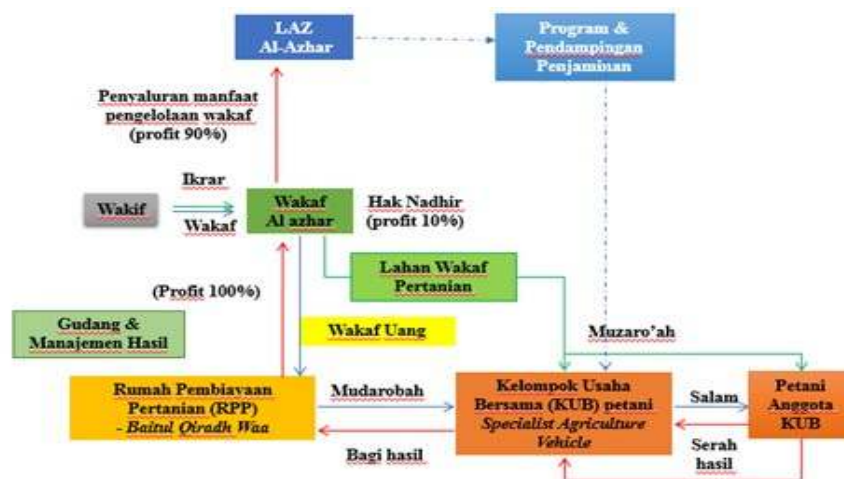 LAZ
Al-Azhar
Program &
Pendampingan
Penjaminan
Penyaluran manfaat
pengelolaan wakaf
(profit 90%)
Ikrar
Wakif
Wakaf
Wakaf
Al azhar
Hak Nadhir
(profit 10%)
Lahan Wakaf
Pertanian
(Profit 100%)
Gudang &
Manajemen Hasil
Wakaf Uang
Muzaro'ah
Rumah Pembiayaan
Pertanian (RPP)
- Baitul Qiradh Waa
Mudarobah
Bagi hasil
Kelompok Usaha
Bersama (KUB) petani
Specialist Agriculture
Vehicle
Salam
Serah
hasil
Petani
Anggota
KUB